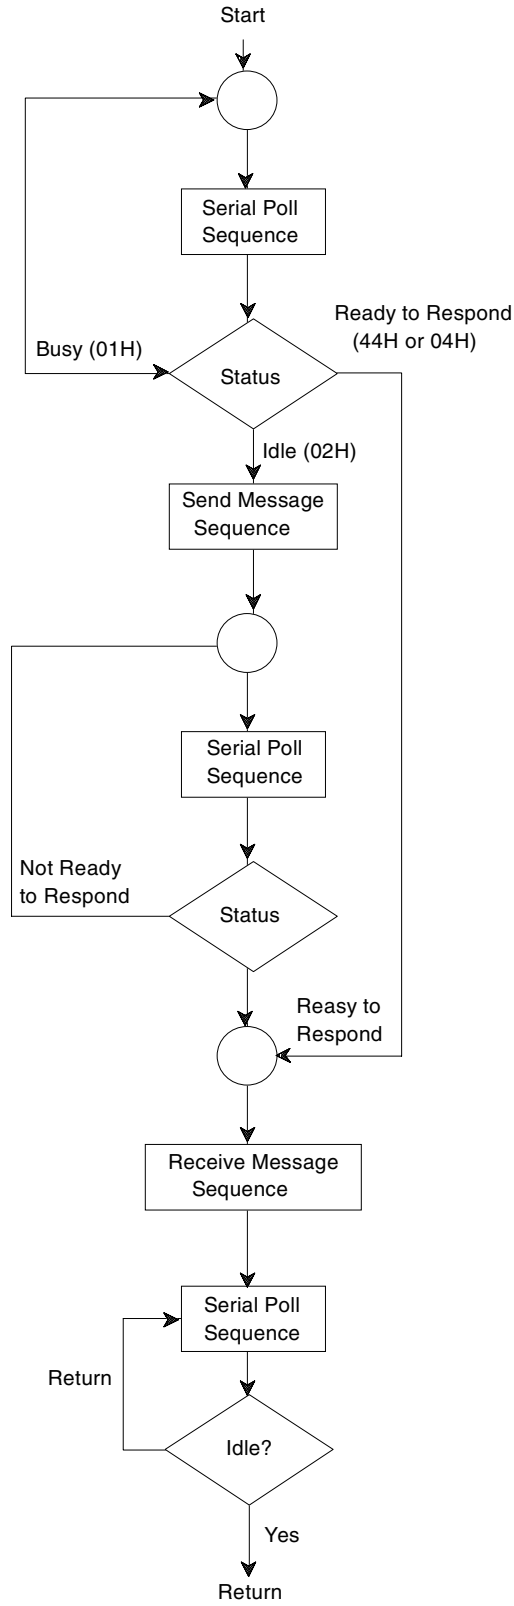 Start
Serial Poll
Sequence
Ready to Respond
(44H or 04H)
Busy (01H)
Status
Idle (02H)
Send Message
Sequence
Serial Poll
Sequence
Not Ready
to Respond
Status
Reasy to
Respond
Receive Message
Sequence
Serial Poll
Sequence
Return
Idle?
Yes
Return